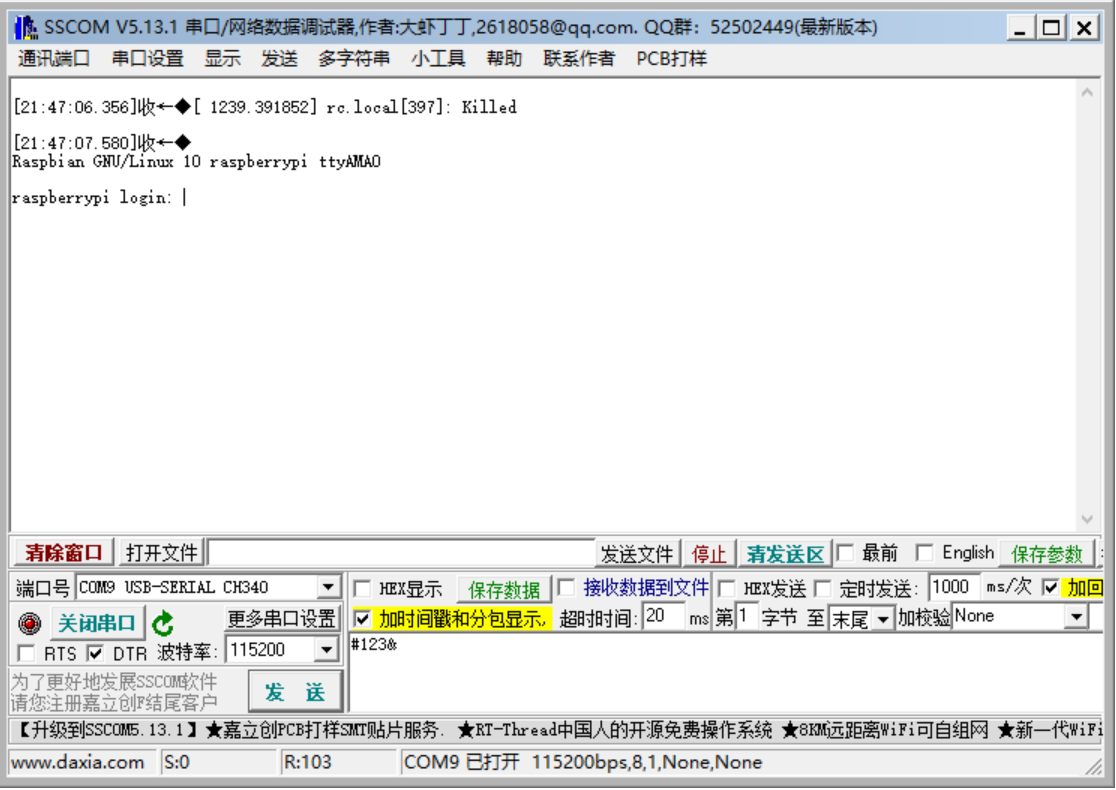 SSCOM V5.13.1 串口/网络数据调试器,作者:大虾丁丁,2618058@qq.com. QQ群: 52502449(最新版本)
通讯端口 串口设置 显示 发送 多字符串 小工具 帮助 联系作者 PCB打样
[21:47:06.356]收←◆[ 1239.391852] rc.local[397]: Killed
[21:47:07.580]收←◆
Raspbian GNU/Linux 10 raspberrypi ttyAMA0
raspberrypi login:
清除窗口 打开文件 发送文件 停止 清发送区 最前 English 保存参数
端口号 COM9 USB-SERIAL CH340 HEX显示 保存数据 接收数据到文件 HEX发送 定时发送: 1000 ms/次 加回
关闭串口 更多串口设置 加时间戳和分包显示, 超时时间: 20 ms 第1 字节 至 末尾 加校验None
RTS DTR 波特率: 115200 #123&
为了更好地发展SSCOM软件
请您注册嘉立创F结尾客户
发 送
【升级到SSCOM5.13.1】★嘉立创PCB打样SMT贴片服务. ★RT-Thread中国人的开源免费操作系统 ★8KM远距离WiFi可自组网 ★新一代WiFi
www.daxia.com S:0 R:103 COM9 已打开 115200bps,8,1,None,None